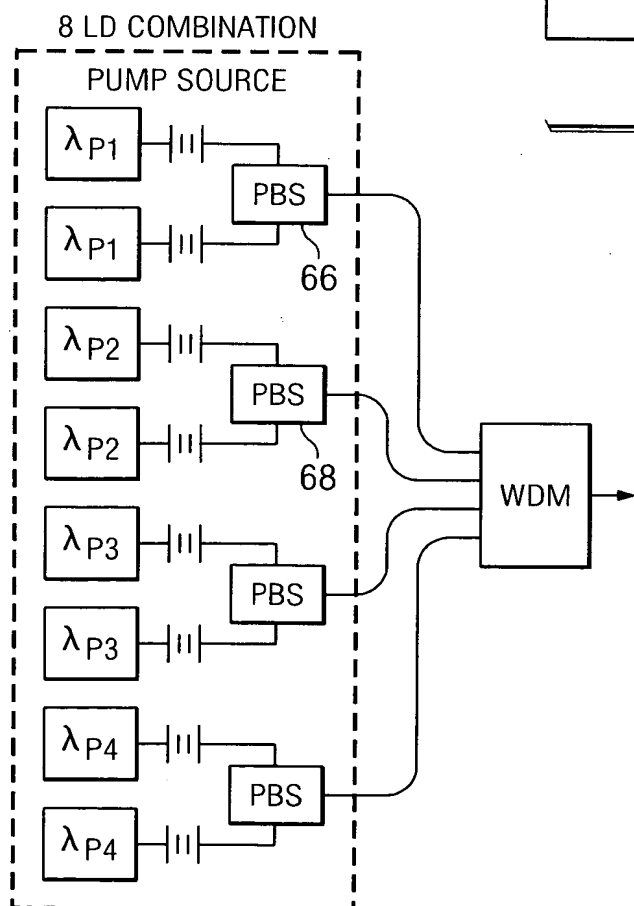 8 LD COMBINATION
PUMP SOURCE
λP1
PBS
λP1
66
λP2
PBS
λP2
68
WDM
λP3
PBS
λP3
λP4
PBS
λP4